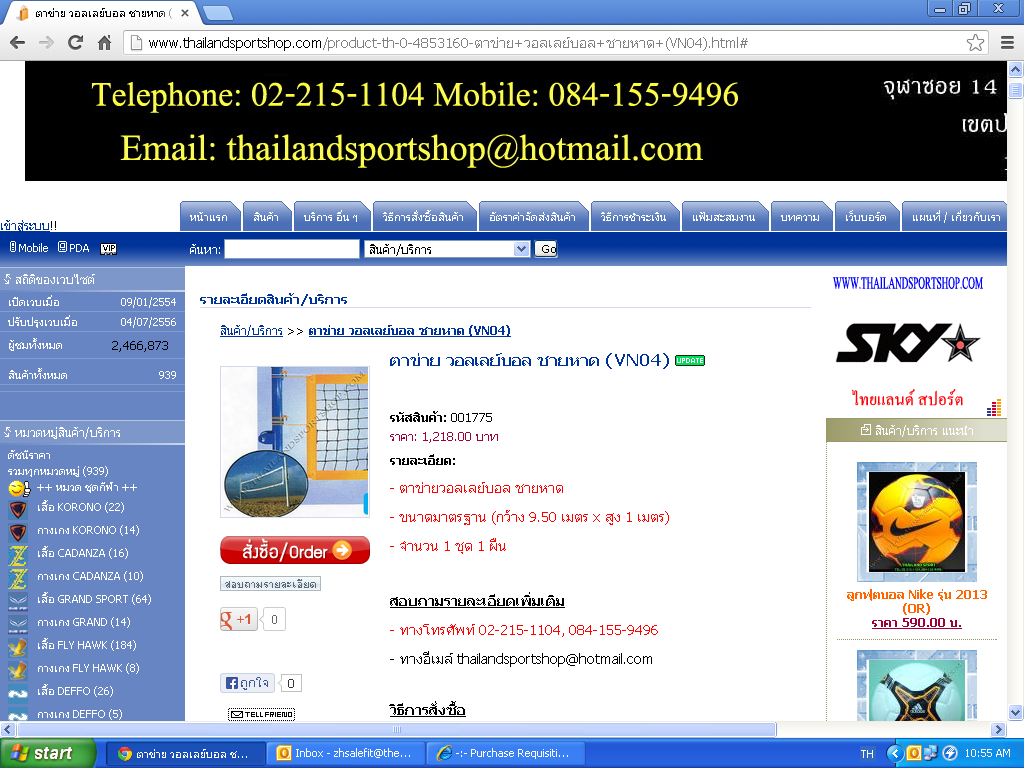 ตาข่าย วอลเลย์บอล ชายหาด (
www.thailandsportshop.com/product-th-0-4853160-ตาข่าย+วอลเลย์บอล+ชายหาด+(VN04).html#
Telephone: 02-215-1104 Mobile: 084-155-9496
จุฬาซอย 14
เขตป
Email: thailandsportshop@hotmail.com
เข้าสู่ระบบ!!
หน้าแรก
สินค้า
บริการ อื่น ๆ
วิธีการสั่งซื้อสินค้า
อัตราค่าจัดส่งสินค้า
วิธีการชำระเงิน
แฟ้มสะสมงาน
บทความ
เว็บบอร์ด
แผนที่ / เกี่ยวกับเรา
Mobile PDA VIP
ค้นหา: สินค้า/บริการ Go
สถิติของเวบไซต์
เปิดเวบเมื่อ 09/01/2554
ปรับปรุงเวบเมื่อ 04/07/2556
ผู้ชมทั้งหมด 2,466,873
สินค้าทั้งหมด 939
หมวดหมู่สินค้า/บริการ
ดัชนีราคา
รวมทุกหมวดหมู่ (939)
++ หมวด ชุดกีฬา ++
เสื้อ KORONO (22)
กางเกง KORONO (14)
เสื้อ CADANZA (16)
กางเกง CADANZA (10)
เสื้อ GRAND SPORT (64)
กางเกง GRAND (14)
เสื้อ FLY HAWK (184)
กางเกง FLY HAWK (8)
เสื้อ DEFFO (26)
กางเกง DEFFO (5)
รายละเอียดสินค้า/บริการ
สินค้า/บริการ >> ตาข่าย วอลเลย์บอล ชายหาด (VN04)
ตาข่าย วอลเลย์บอล ชายหาด (VN04) UPDATE
รหัสสินค้า: 001775
ราคา: 1,218.00 บาท
รายละเอียด:
- ตาข่ายวอลเลย์บอล ชายหาด
- ขนาดมาตรฐาน (กว้าง 9.50 เมตร x สูง 1 เมตร)
- จำนวน 1 ชุด 1 ผืน
สั่งซื้อ/Order
สอบถามรายละเอียด
g +1 0
ถูกใจ 0
TELL FRIEND
สอบถามรายละเอียดเพิ่มเติม
- ทางโทรศัพท์ 02-215-1104, 084-155-9496
- ทางอีเมล์ thailandsportshop@hotmail.com
วิธีการสั่งซื้อ
WWW.THAILANDSPORTSHOP.COM
SKY
ไทยแลนด์ สปอร์ต
สินค้า/บริการ แนะนำ
ลูกฟุตบอล Nike รุ่น 2013
(OR)
ราคา 590.00 บ.
adidas
start
ตาข่าย วอลเลย์บอล ช...
Inbox - zhsalefit@the...
-:- Purchase Requisiti...
TH
10:55 AM